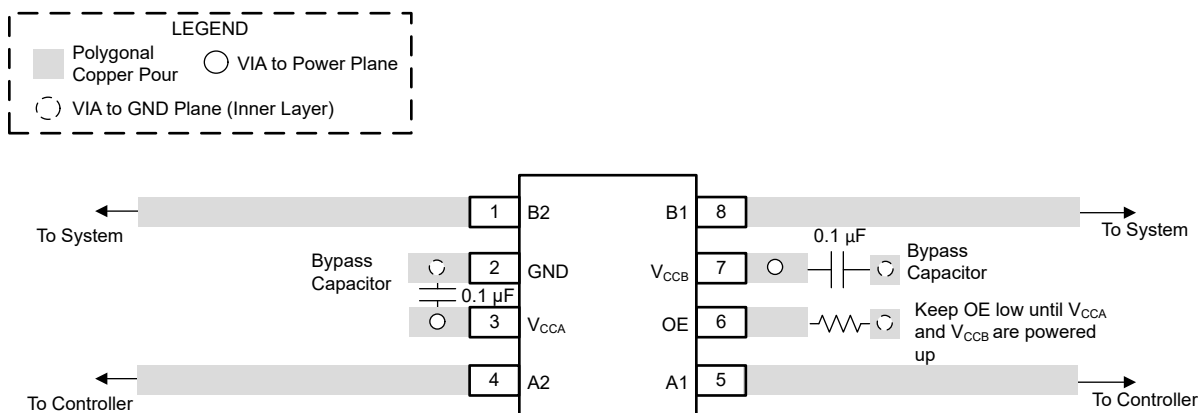 LEGEND
Polygonal
Copper Pour
VIA to Power Plane
VIA to GND Plane (Inner Layer)
1 B2
B1 8
To System
To System
Bypass
Capacitor
2 GND
0.1 µF
3 VCCA
VCCB 7
0.1 µF
Bypass
Capacitor
OE 6
Keep OE low until VCCA
and VCCB are powered
up
4 A2
A1 5
To Controller
To Controller